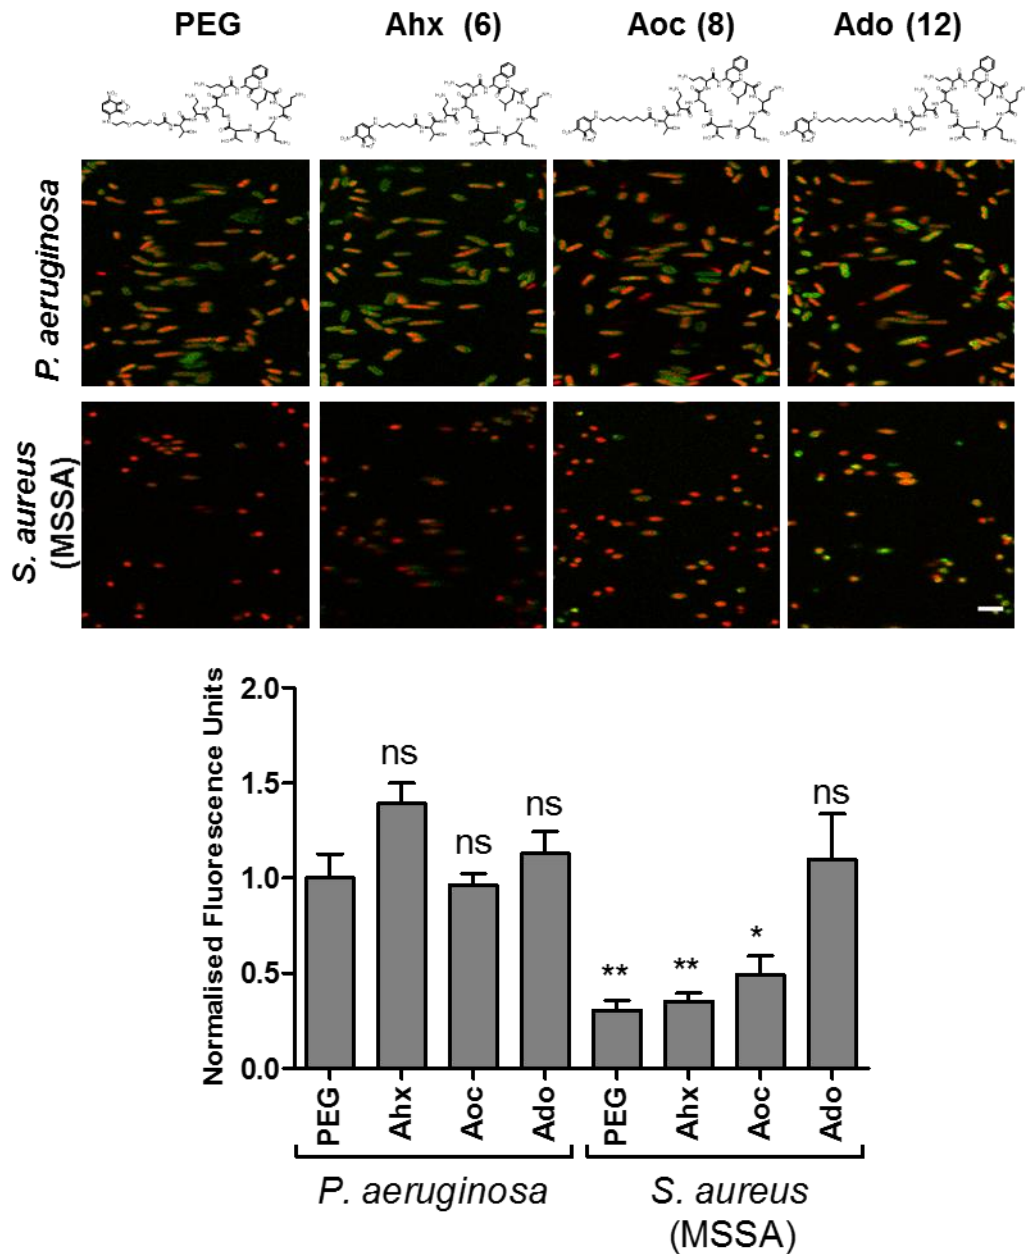 PEG
Ahx (6)
Aoc (8)
Ado (12)
P. aeruginosa
S. aureus
(MSSA)
Normalised Fluorescence Units
2.0
1.5
1.0
0.5
0.0
ns
ns
ns
**
**
*
ns
PEG
Ahx
Aoc
Ado
PEG
Ahx
Aoc
Ado
P. aeruginosa
S. aureus
(MSSA)